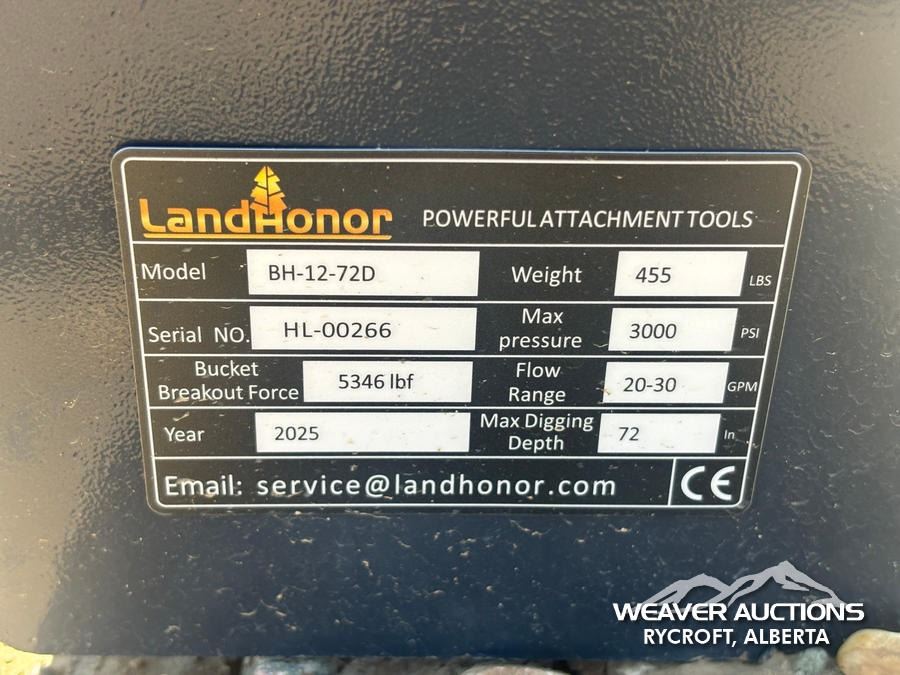 LandHonor POWERFUL ATTACHMENT TOOLS
Model BH-12-72D Weight 455 LBS
Serial NO. HL-00266 Max pressure 3000 PSI
Bucket Breakout Force 5346 lbf Flow Range 20-30 GPM
Year 2025 Max Digging Depth 72 In
Email: service@landhonor.com CE
WEAVER AUCTIONS
RYCROFT, ALBERTA